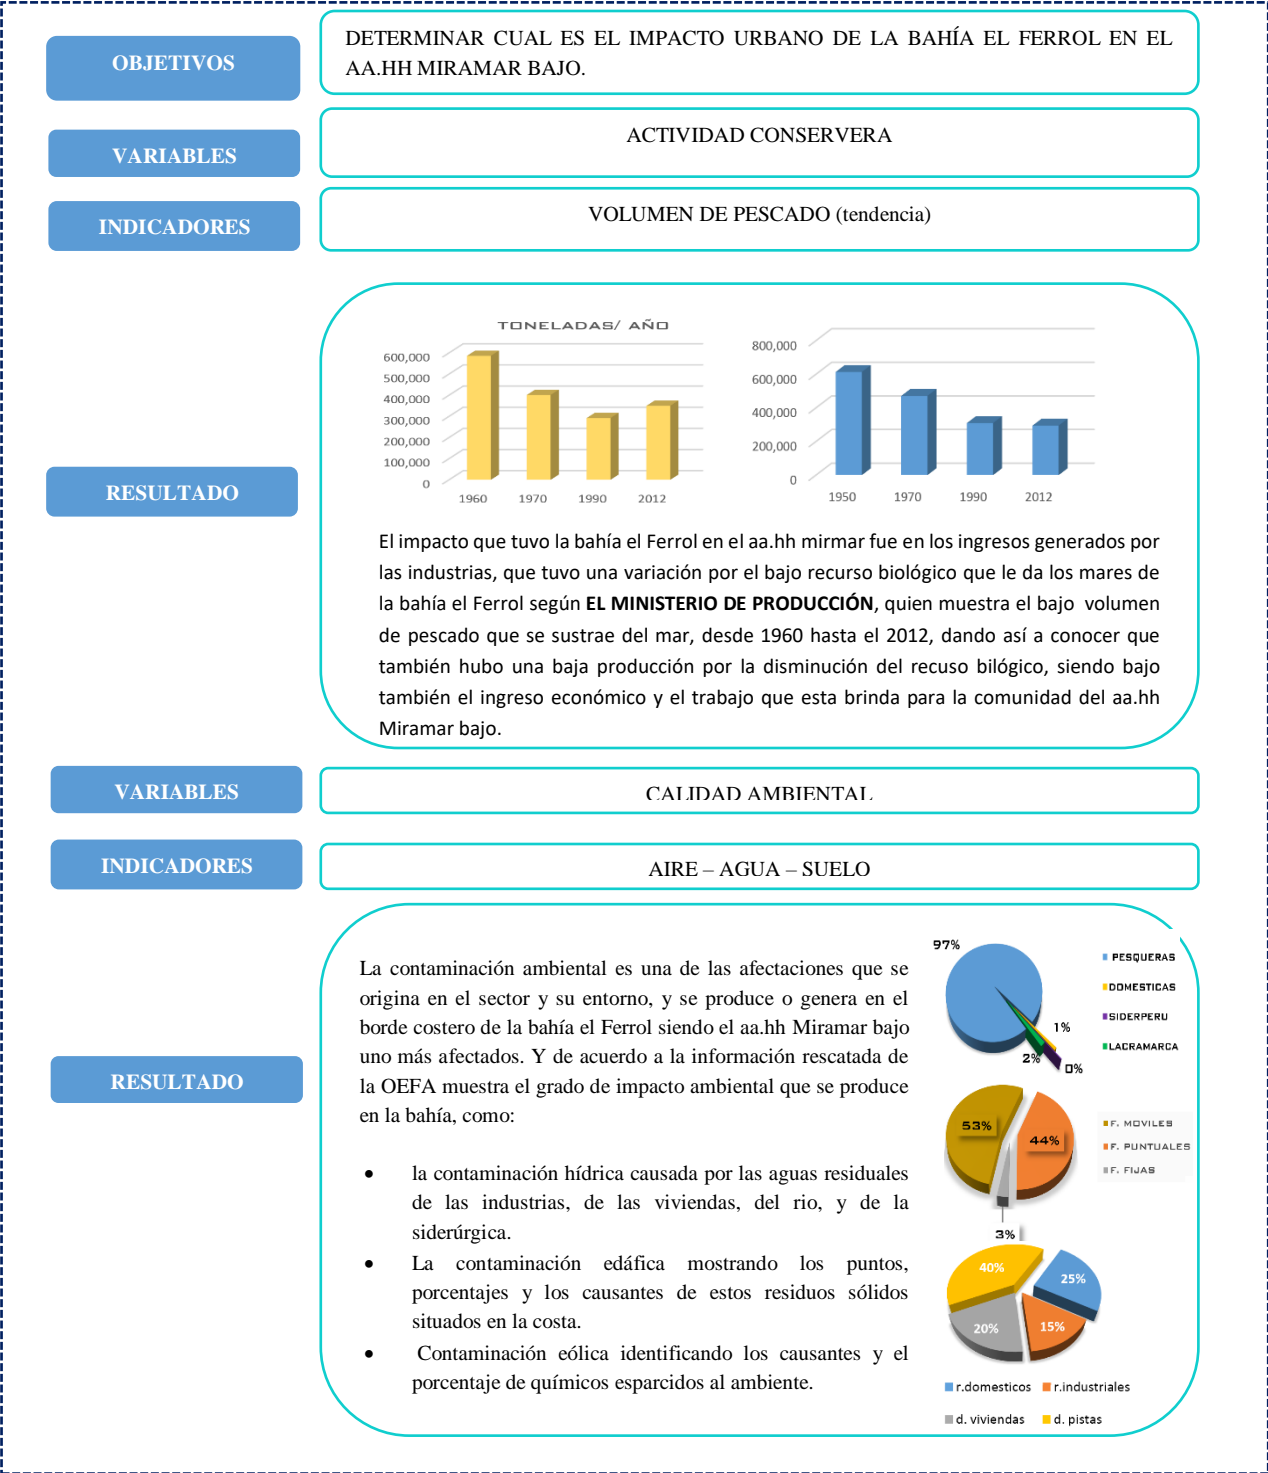 OBJETIVOS
DETERMINAR CUAL ES EL IMPACTO URBANO DE LA BAHÍA EL FERROL EN EL
AA.HH MIRAMAR BAJO.
VARIABLES
ACTIVIDAD CONSERVERA
INDICADORES
VOLUMEN DE PESCADO (tendencia)
RESULTADO
TONELADAS/ AÑO
600,000
500,000
400,000
300,000
200,000
100,000
0
1960 1970 1990 2012
800,000
600,000
400,000
200,000
0
1950 1970 1990 2012
El impacto que tuvo la bahía el Ferrol en el aa.hh mirmar fue en los ingresos generados por
las industrias, que tuvo una variación por el bajo recurso biológico que le da los mares de
la bahía el Ferrol según EL MINISTERIO DE PRODUCCIÓN, quien muestra el bajo volumen
de pescado que se sustrae del mar, desde 1960 hasta el 2012, dando así a conocer que
también hubo una baja producción por la disminución del recuso bilógico, siendo bajo
también el ingreso económico y el trabajo que esta brinda para la comunidad del aa.hh
Miramar bajo.
VARIABLES
CALIDAD AMBIENTAL
INDICADORES
AIRE – AGUA – SUELO
RESULTADO
La contaminación ambiental es una de las afectaciones que se
origina en el sector y su entorno, y se produce o genera en el
borde costero de la bahía el Ferrol siendo el aa.hh Miramar bajo
uno más afectados. Y de acuerdo a la información rescatada de
la OEFA muestra el grado de impacto ambiental que se produce
en la bahía, como:
• la contaminación hídrica causada por las aguas residuales
de las industrias, de las viviendas, del rio, y de la
siderúrgica.
• La contaminación edáfica mostrando los puntos,
porcentajes y los causantes de estos residuos sólidos
situados en la costa.
• Contaminación eólica identificando los causantes y el
porcentaje de químicos esparcidos al ambiente.
97%
1%
2%
0%
PESQUERAS
DOMESTICAS
SIDERPERU
LACRAMARCA
53%
44%
3%
F. MOVILES
F. PUNTUALES
F. FIJAS
40%
25%
20%
15%
r.domesticos r.industriales
d. viviendas d. pistas